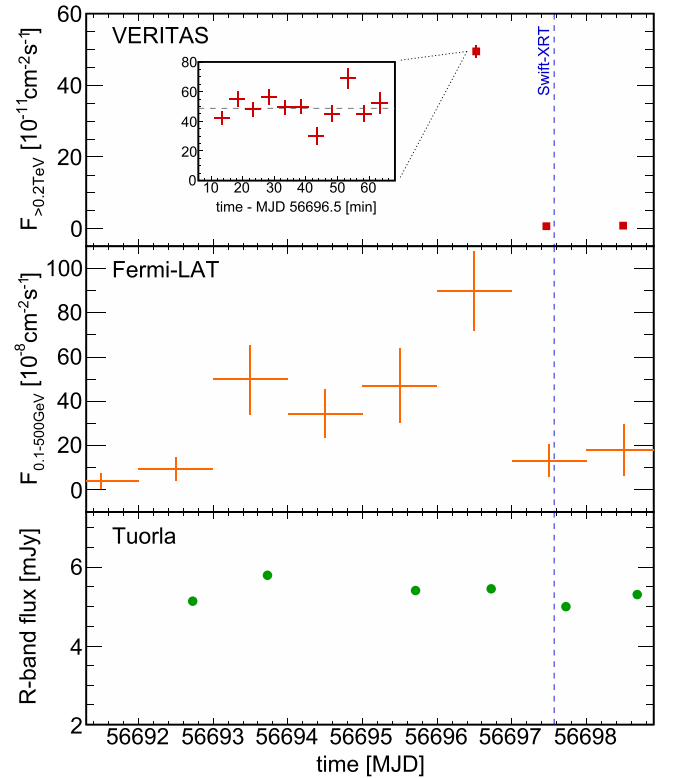 VERITAS
Swift-XRT
F>0.2TeV [10-11cm-2s-1]
60
40
20
0
80
60
40
20
0
10 20 30 40 50 60
time - MJD 56696.5 [min]
Fermi-LAT
F0.1-500GeV [10-8cm-2s-1]
100
80
60
40
20
0
Tuorla
R-band flux [mJy]
6
4
2
56692 56693 56694 56695 56696 56697 56698
time [MJD]